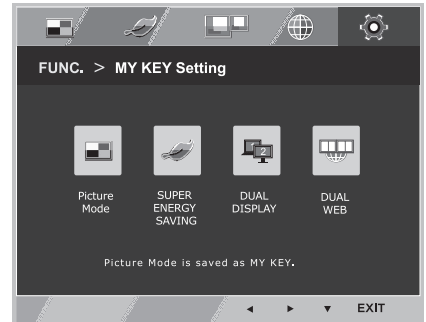 FUNC. > MY KEY Setting
Picture
Mode
SUPER
ENERGY
SAVING
DUAL
DISPLAY
DUAL
WEB
Picture Mode is saved as MY KEY.
◄ ► ▼ EXIT